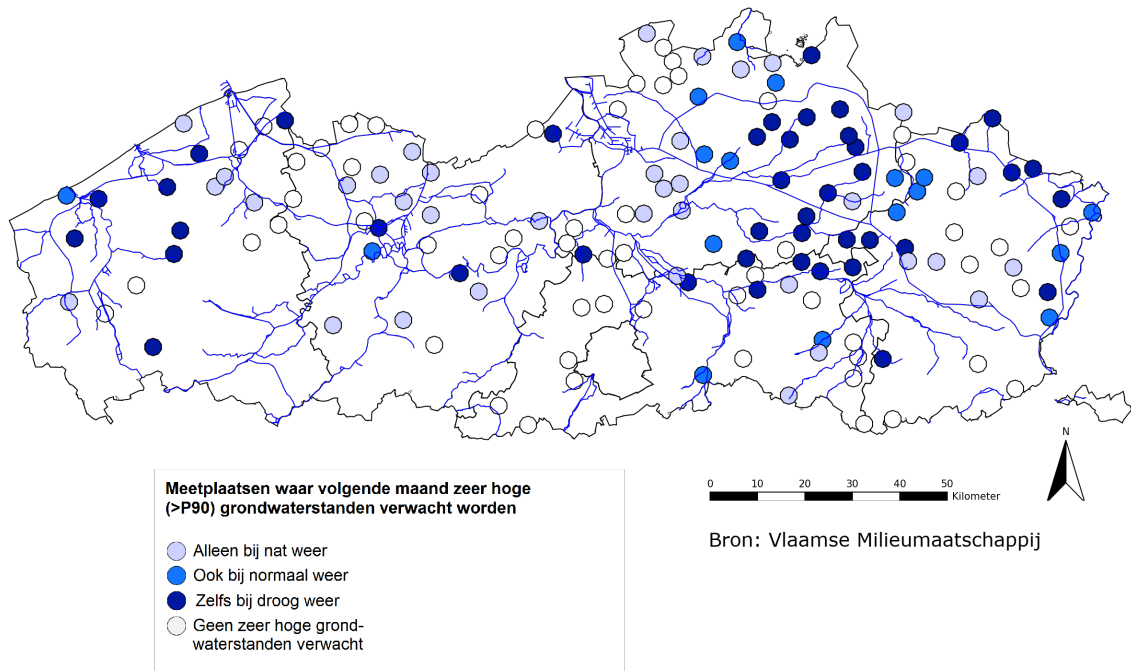 Meetplaatsen waar volgende maand zeer hoge
(>P90) grondwaterstanden verwacht worden
Alleen bij nat weer
Ook bij normaal weer
Zelfs bij droog weer
Geen zeer hoge grond-
waterstanden verwacht
N
0 10 20 30 40 50 Kilometer
Bron: Vlaamse Milieumaatschappij